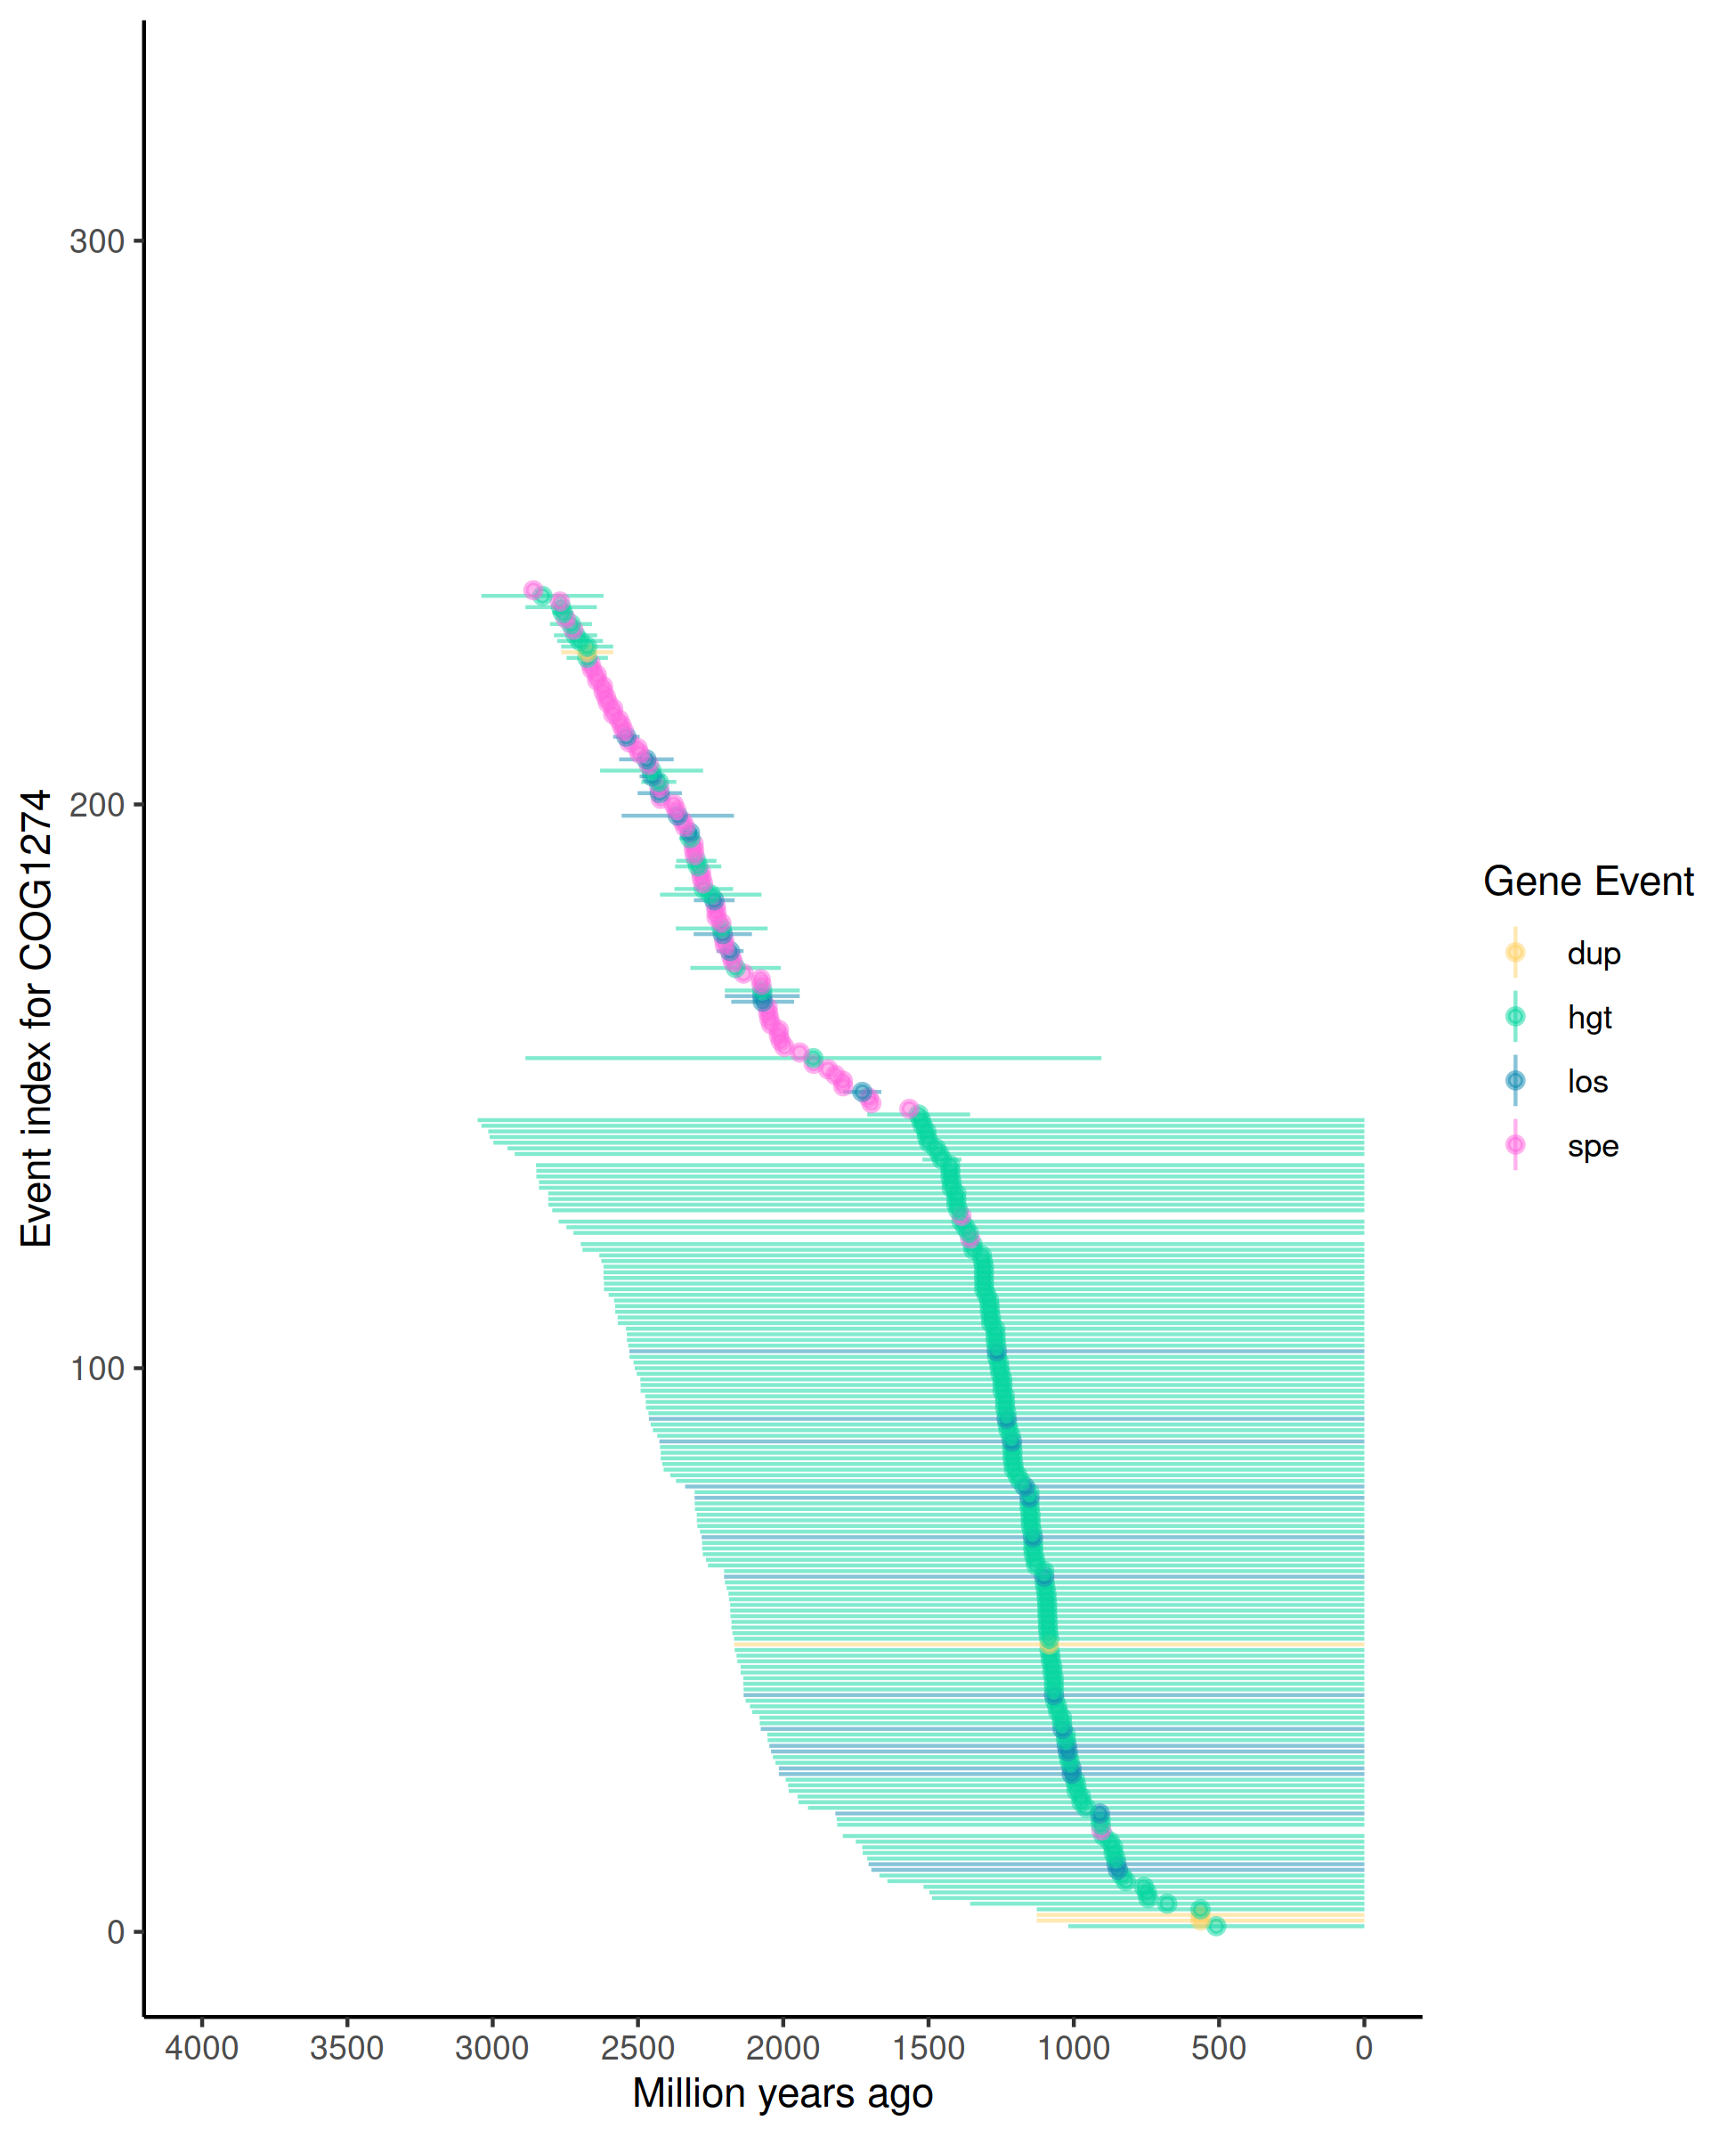 Event index for COG1274
300
200
100
0
4000 3500 3000 2500 2000 1500 1000 500 0
Million years ago
Gene Event
dup
hgt
los
spe